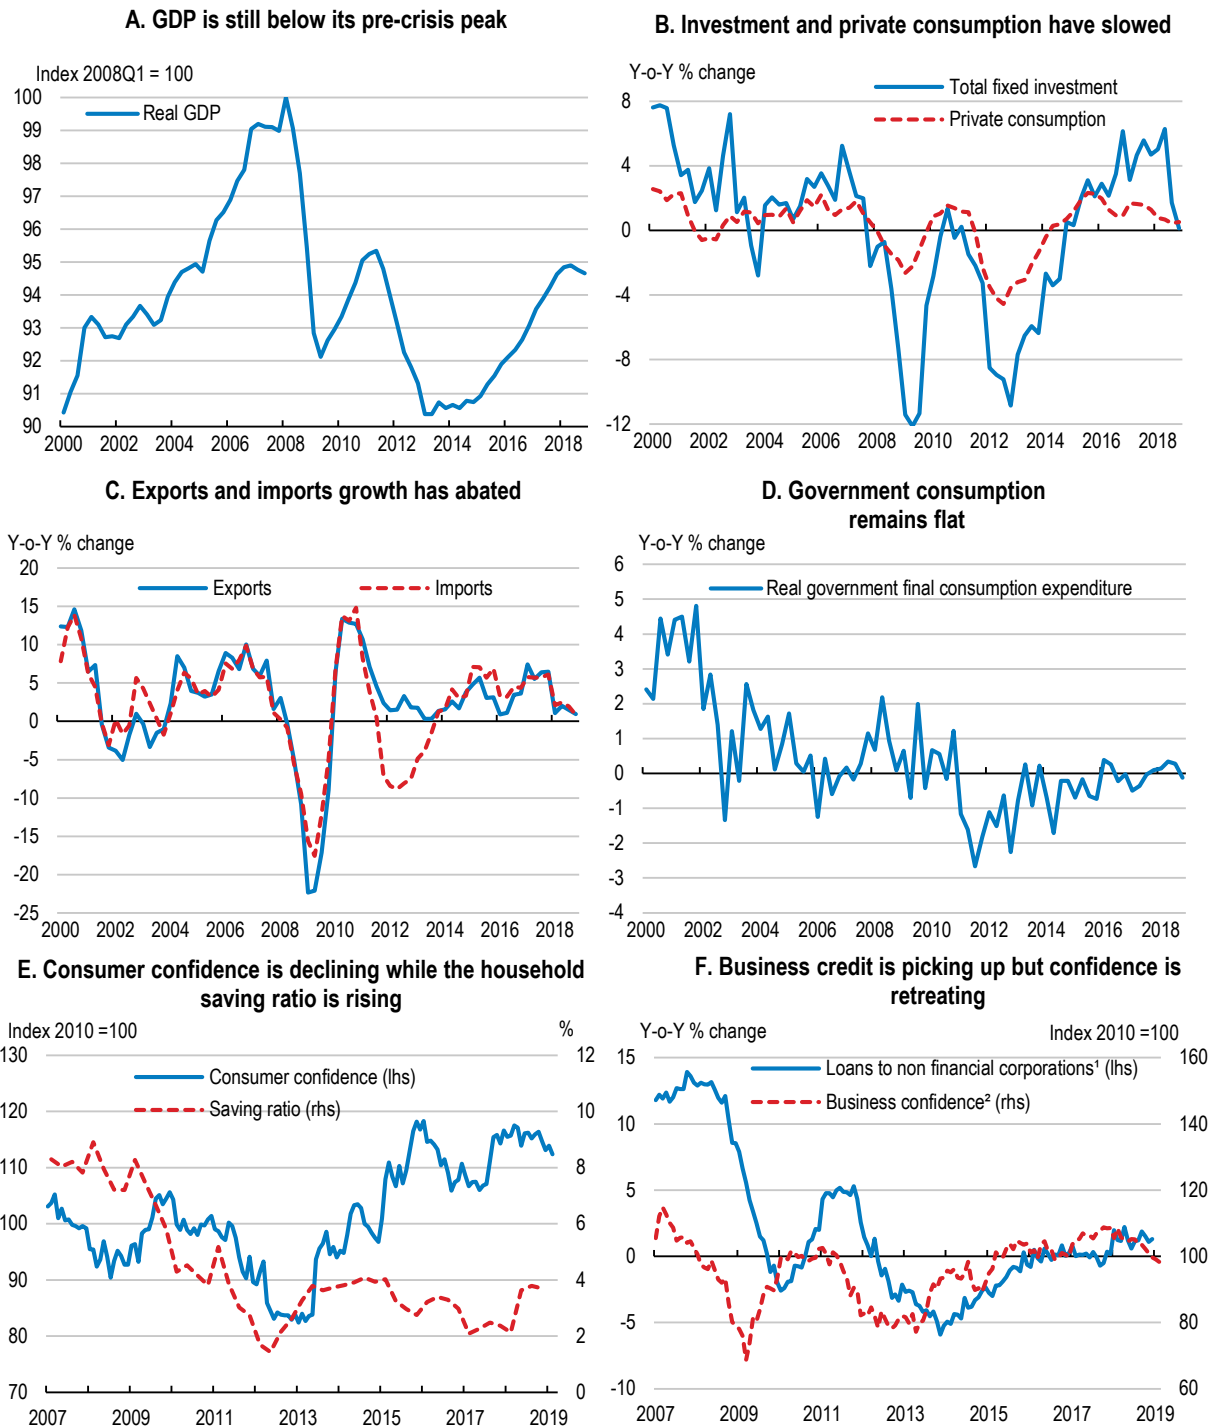 A. GDP is still below its pre-crisis peak
Index 2008Q1 = 100
Real GDP
100
99
98
97
96
95
94
93
92
91
90
2000 2002 2004 2006 2008 2010 2012 2014 2016 2018
B. Investment and private consumption have slowed
Y-o-Y % change
Total fixed investment
Private consumption
8
4
0
-4
-8
-12
2000 2002 2004 2006 2008 2010 2012 2014 2016 2018
C. Exports and imports growth has abated
Y-o-Y % change
Exports
Imports
20
15
10
5
0
-5
-10
-15
-20
-25
2000 2002 2004 2006 2008 2010 2012 2014 2016 2018
D. Government consumption
remains flat
Y-o-Y % change
Real government final consumption expenditure
6
5
4
3
2
1
0
-1
-2
-3
-4
2000 2002 2004 2006 2008 2010 2012 2014 2016 2018
E. Consumer confidence is declining while the household
saving ratio is rising
Index 2010 =100
%
Consumer confidence (lhs)
Saving ratio (rhs)
130 12
120 10
110 8
100 6
90 4
80 2
70 0
2007 2009 2011 2013 2015 2017 2019
F. Business credit is picking up but confidence is
retreating
Y-o-Y % change
Index 2010 =100
Loans to non financial corporations¹ (lhs)
Business confidence² (rhs)
15 160
10 140
5 120
0 100
-5 80
-10 60
2007 2009 2011 2013 2015 2017 2019